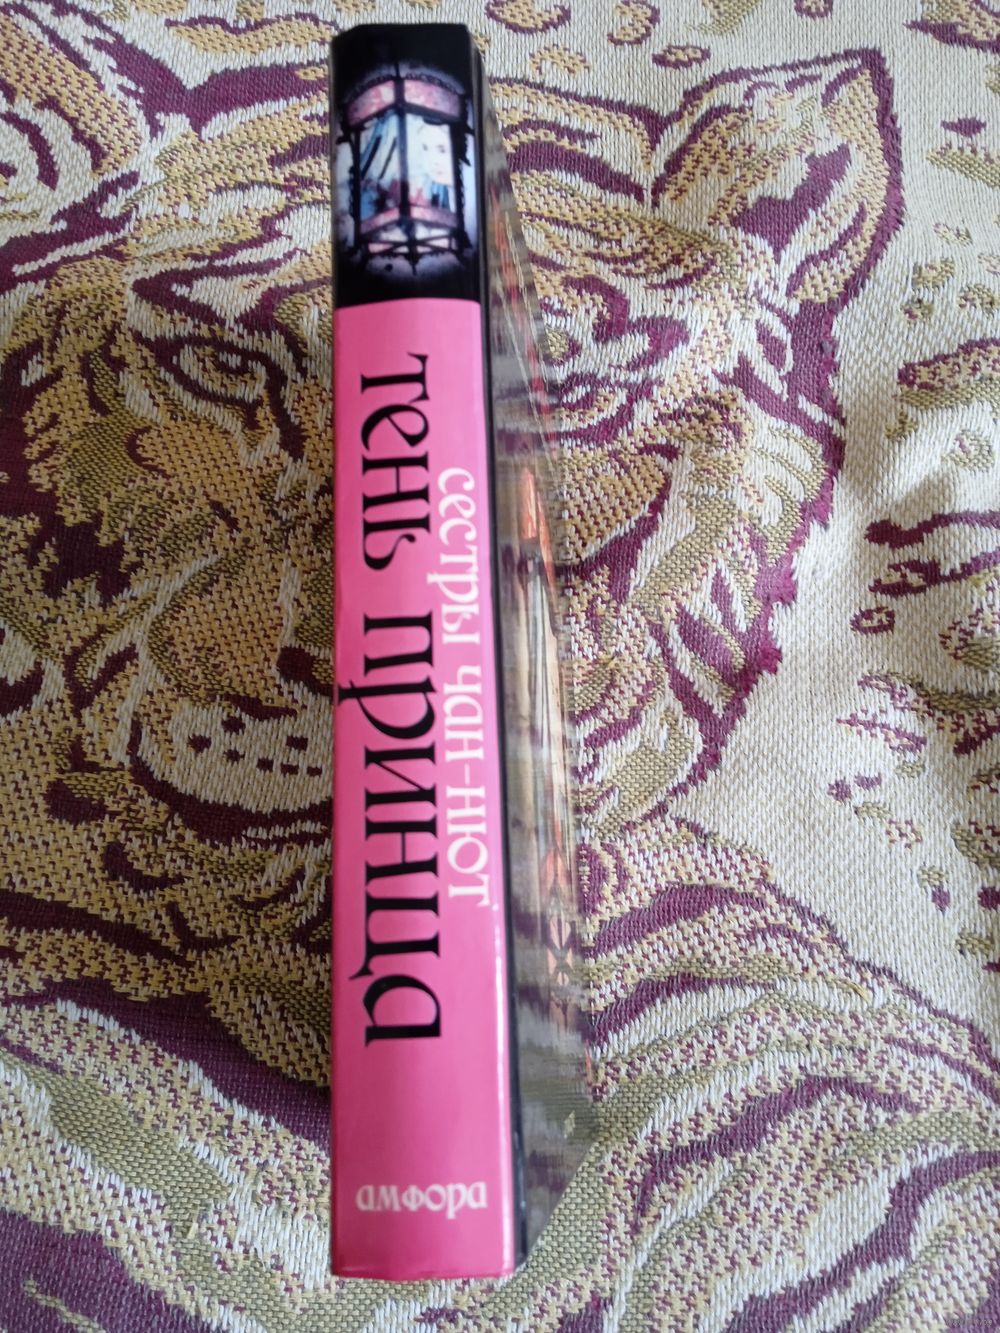 сестры чан-нют
тень принца
амфора